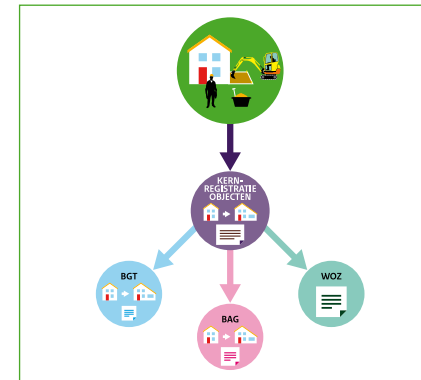 KERN-
REGISTRATIE
OBJECTEN
BGT
WOZ
BAG